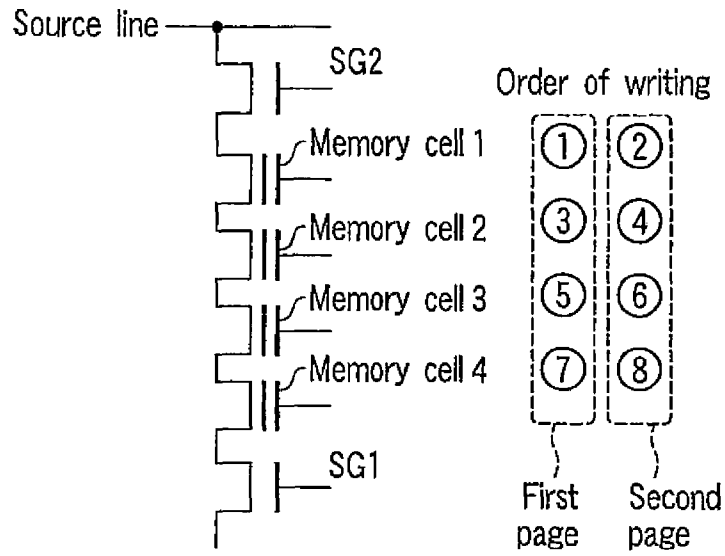 Source line
SG2
Order of writing
Memory cell 1
① ②
Memory cell 2
③ ④
Memory cell 3
⑤ ⑥
Memory cell 4
⑦ ⑧
SG1
First page
Second page